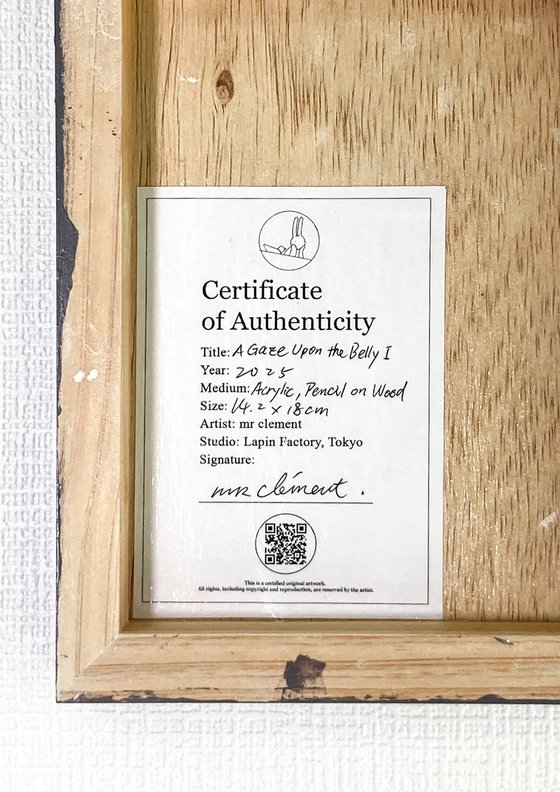 Certificate
of Authenticity
Title: A Gaze Upon the Belly I
Year: 2025
Medium: Acrylic, Pencil on Wood
Size: 14.2 x 18cm
Artist: mr clement
Studio: Lapin Factory, Tokyo
Signature:
mr clément.
This is a certified original artwork.
All rights, including copyright and reproduction, are reserved by the artist.